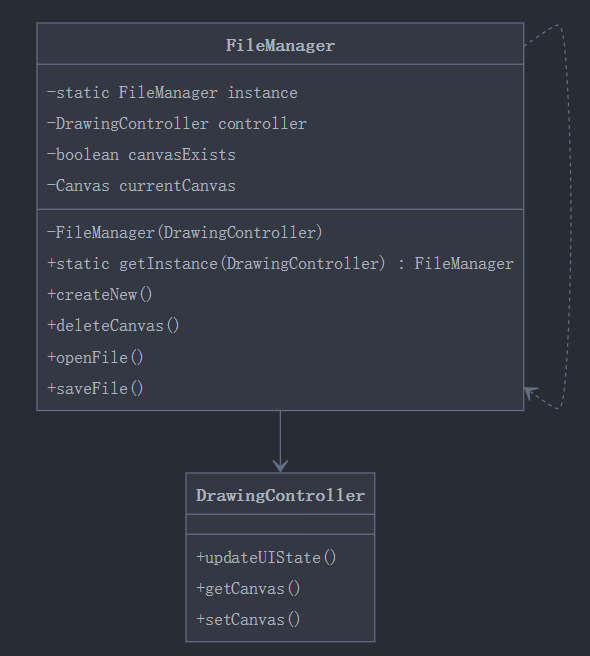 FileManager
-static FileManager instance
-DrawingController controller
-boolean canvasExists
-Canvas currentCanvas
-FileManager(DrawingController)
+static getInstance(DrawingController) : FileManager
+createNew()
+deleteCanvas()
+openFile()
+saveFile()
DrawingController
+updateUIState()
+getCanvas()
+setCanvas()